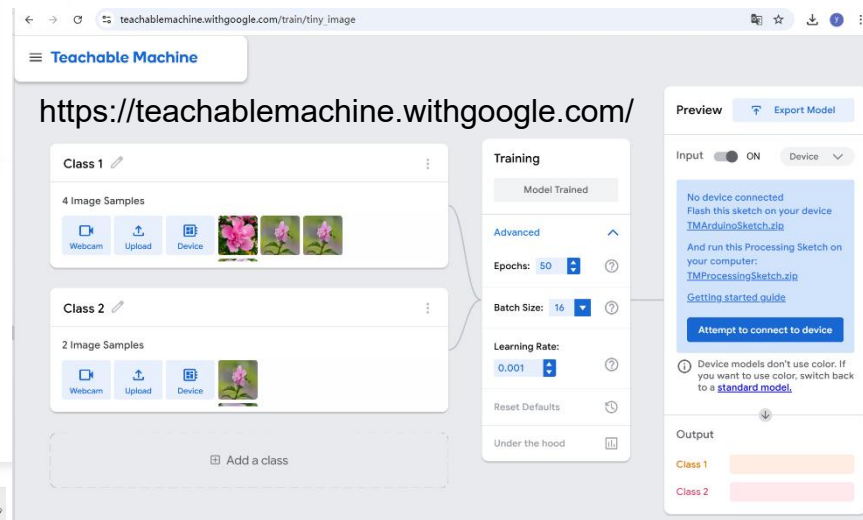 teachablemachine.withgoogle.com/train/tiny_image
y
Teachable Machine
https://teachablemachine.withgoogle.com/
Class 1
4 Image Samples
Webcam
Upload
Device
Class 2
2 Image Samples
Webcam
Upload
Device
Add a class
Training
Model Trained
Advanced
Epochs: 50
Batch Size: 16
Learning Rate:
0.001
Reset Defaults
Under the hood
Preview
Export Model
Input ON Device
No device connected
Flash this sketch on your device
TMArduinoSketch.zip
And run this Processing Sketch on
your computer:
TMProcessingSketch.zip
Getting started guide
Attempt to connect to device
Device models don't use color. If
you want to use color, switch back
to a standard model.
Output
Class 1
Class 2